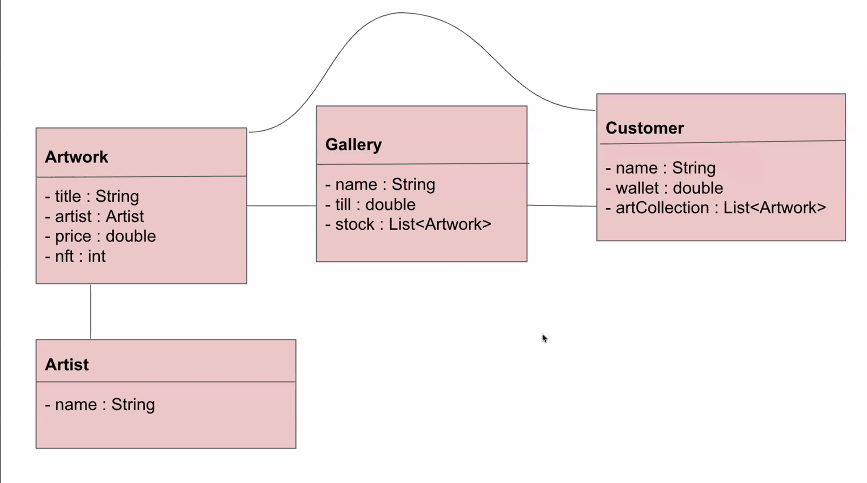 Artwork
- title : String
- artist : Artist
- price : double
- nft : int
Gallery
- name : String
- till : double
- stock : List<Artwork>
Customer
- name : String
- wallet : double
- artCollection : List<Artwork>
Artist
- name : String